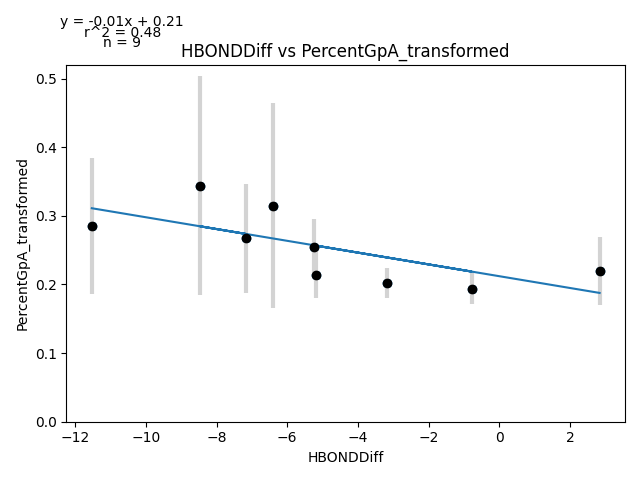 y = -0.01x + 0.21
r^2 = 0.48
n = 9
HBONDDiff vs PercentGpA_transformed
PercentGpA_transformed
0.5
0.4
0.3
0.2
0.1
0.0
−12 −10 −8 −6 −4 −2 0 2
HBONDDiff